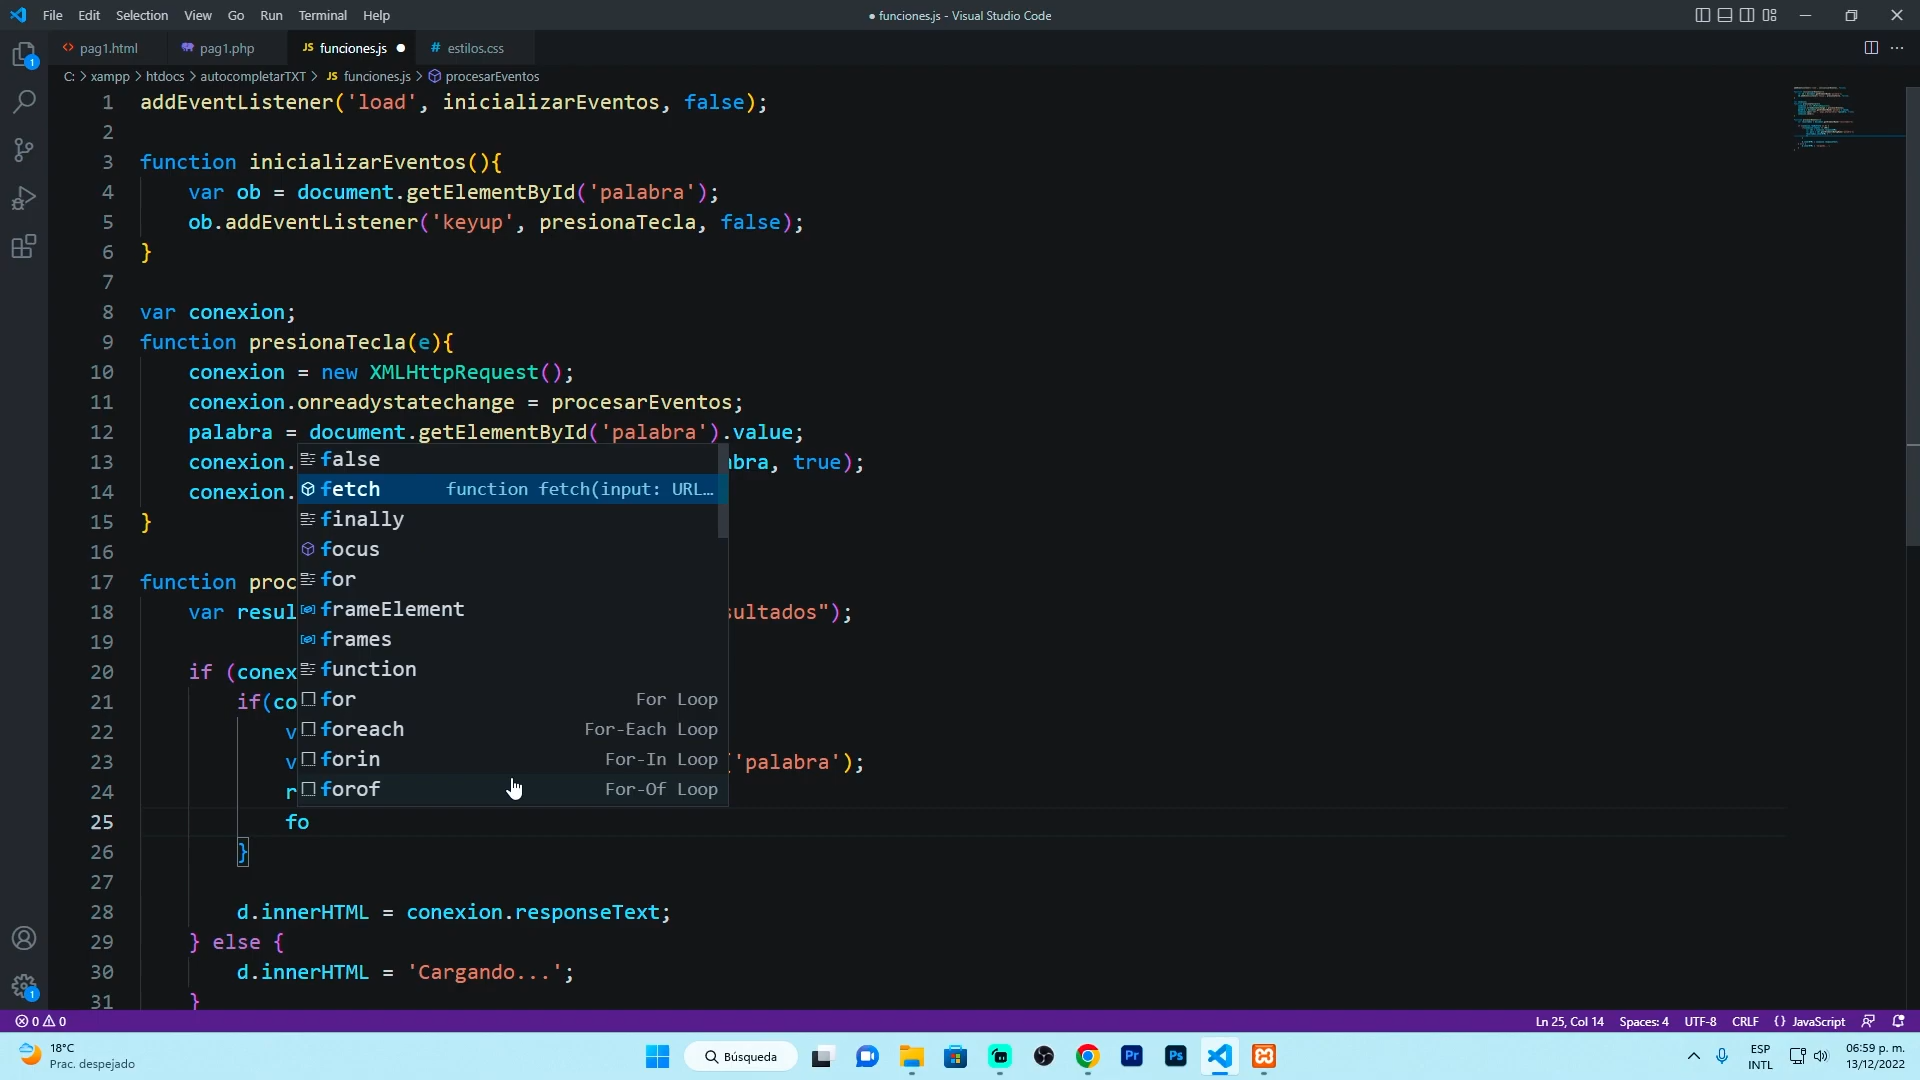 File Edit Selection View Go Run Terminal Help
● funciones.js - Visual Studio Code
pag1.html
pag1.php
JS funciones.js ●
# estilos.css
C: > xampp > htdocs > autocompletarTXT > JS funciones.js > procesarEventos
1 addEventListener('load', inicializarEventos, false);
2
3 function inicializarEventos(){
4 var ob = document.getElementById('palabra');
5 ob.addEventListener('keyup', presionaTecla, false);
6 }
7
8 var conexion;
9 function presionaTecla(e){
10 conexion = new XMLHttpRequest();
11 conexion.onreadystatechange = procesarEventos;
12 palabra = document.getElementById('palabra').value;
13 conexion. bra, true);
14 conexion.
15 }
16
17 function proc
18 var resul sultados");
19
20 if (conex
21 if(co
22 v
23 v 'palabra');
24 r
25 fo
26 }
27
28 d.innerHTML = conexion.responseText;
29 } else {
30 d.innerHTML = 'Cargando...';
31 }
false
fetch function fetch(input: URL…
finally
focus
for
frameElement
frames
function
for For Loop
foreach For-Each Loop
forin For-In Loop
forof For-Of Loop
1
1
0 0
Ln 25, Col 14 Spaces: 4 UTF-8 CRLF {} JavaScript
18°C
Prac. despejado
Búsqueda
Pr
Ps
ESP
INTL
06:59 p. m.
13/12/2022